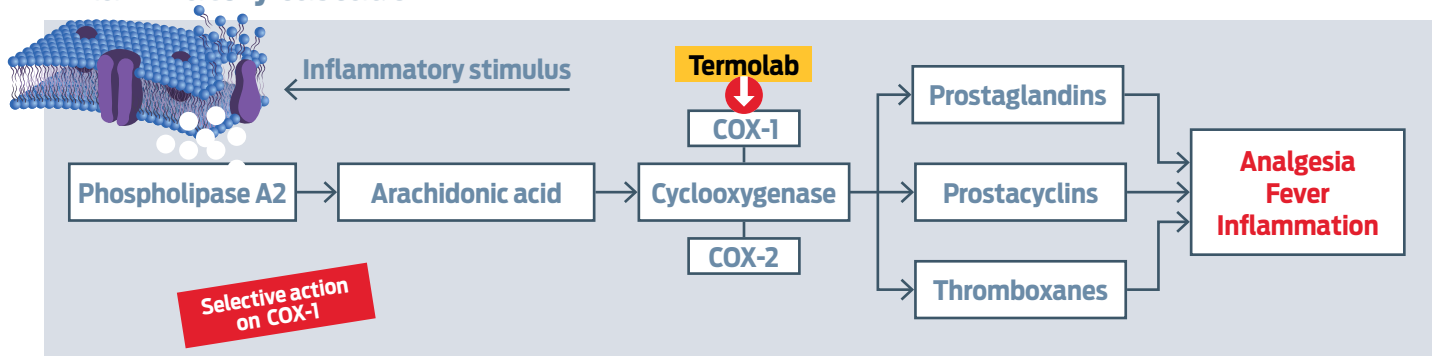 Inflammatory stimulus
Termolab
COX-1
Phospholipase A2
Arachidonic acid
Cyclooxygenase
COX-2
Prostaglandins
Prostacyclins
Thromboxanes
Analgesia
Fever
Inflammation
Selective action
on COX-1